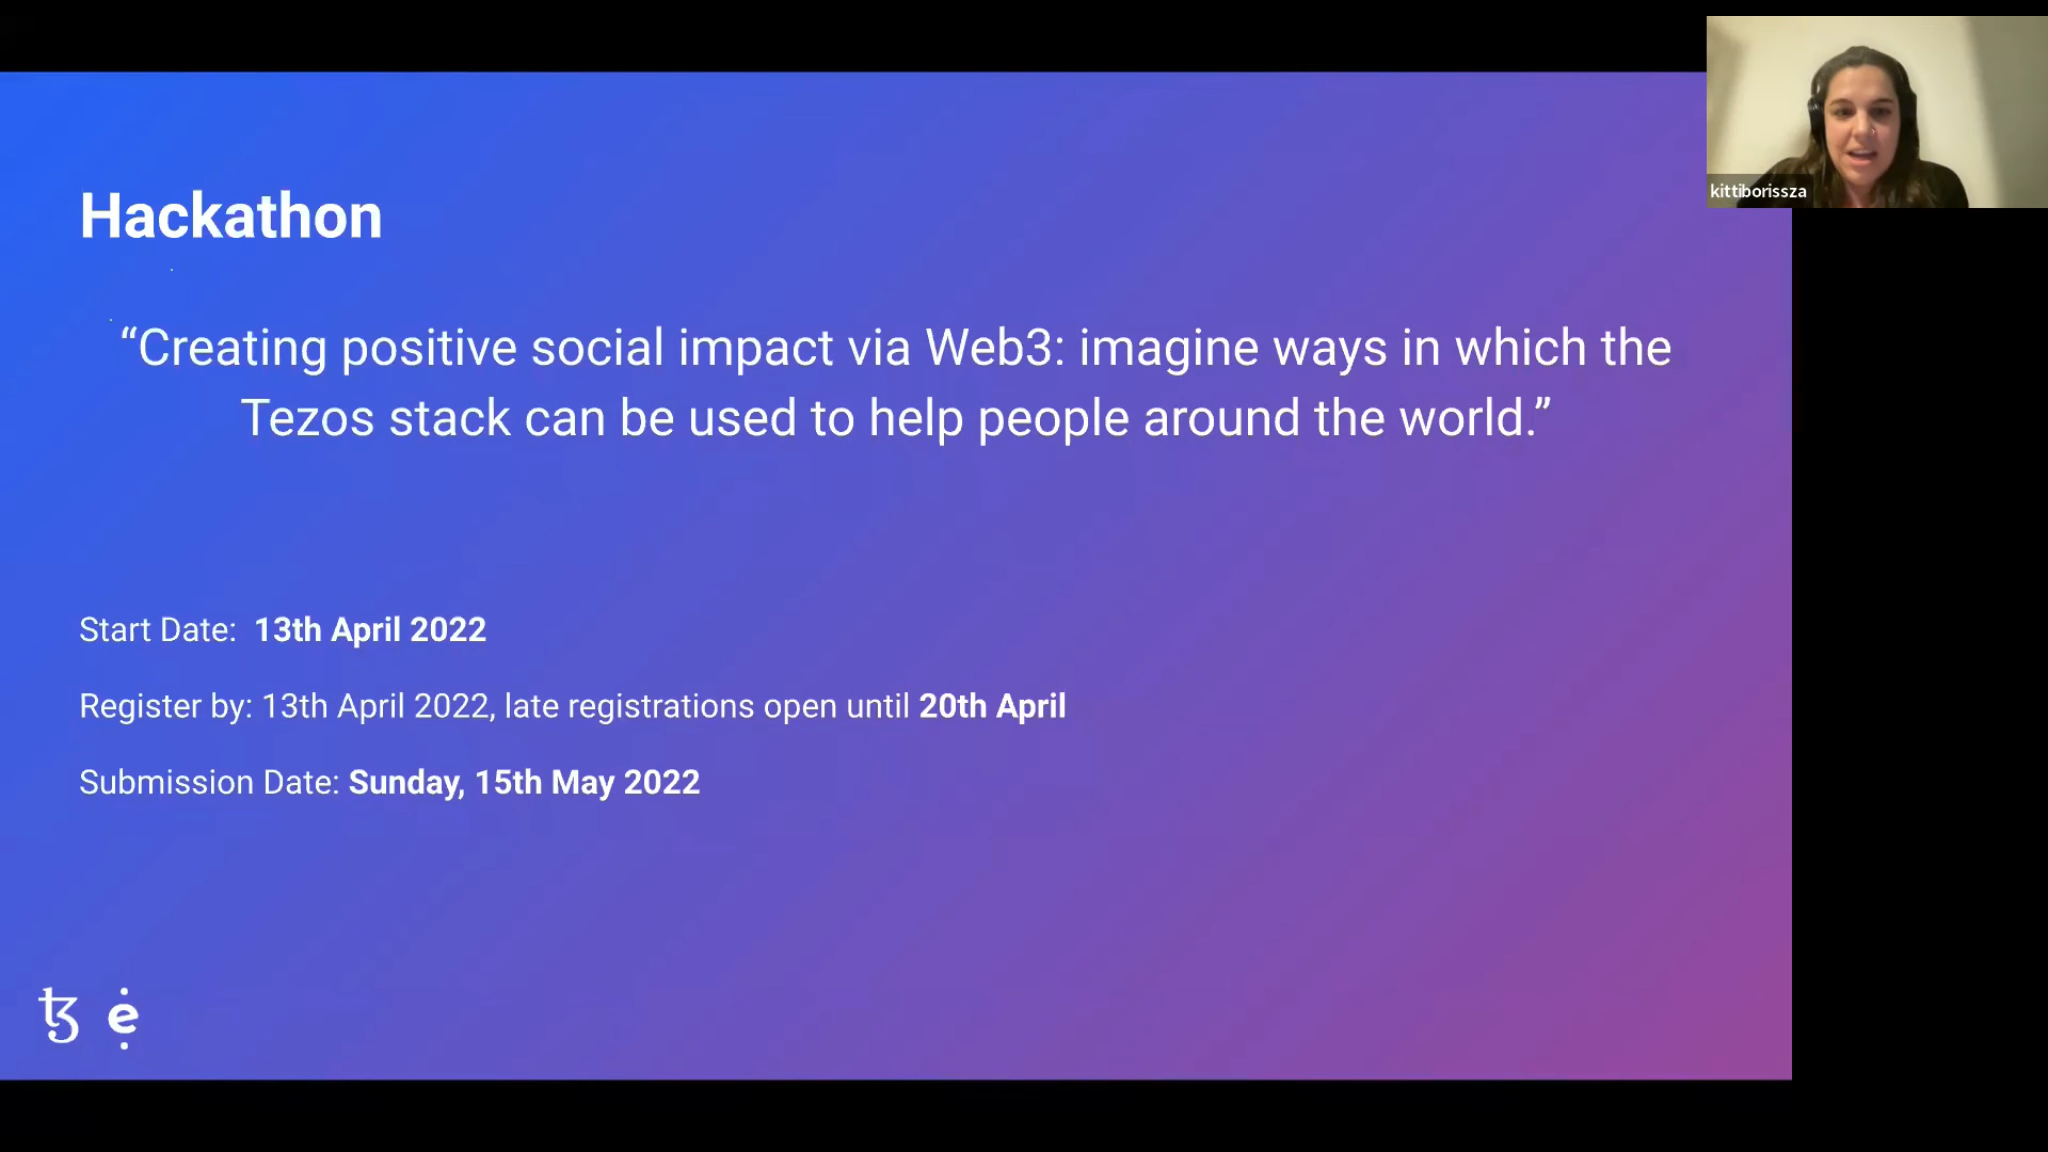 Hackathon
“Creating positive social impact via Web3: imagine ways in which the
Tezos stack can be used to help people around the world.”
Start Date: 13th April 2022
Register by: 13th April 2022, late registrations open until 20th April
Submission Date: Sunday, 15th May 2022
kittiborissza